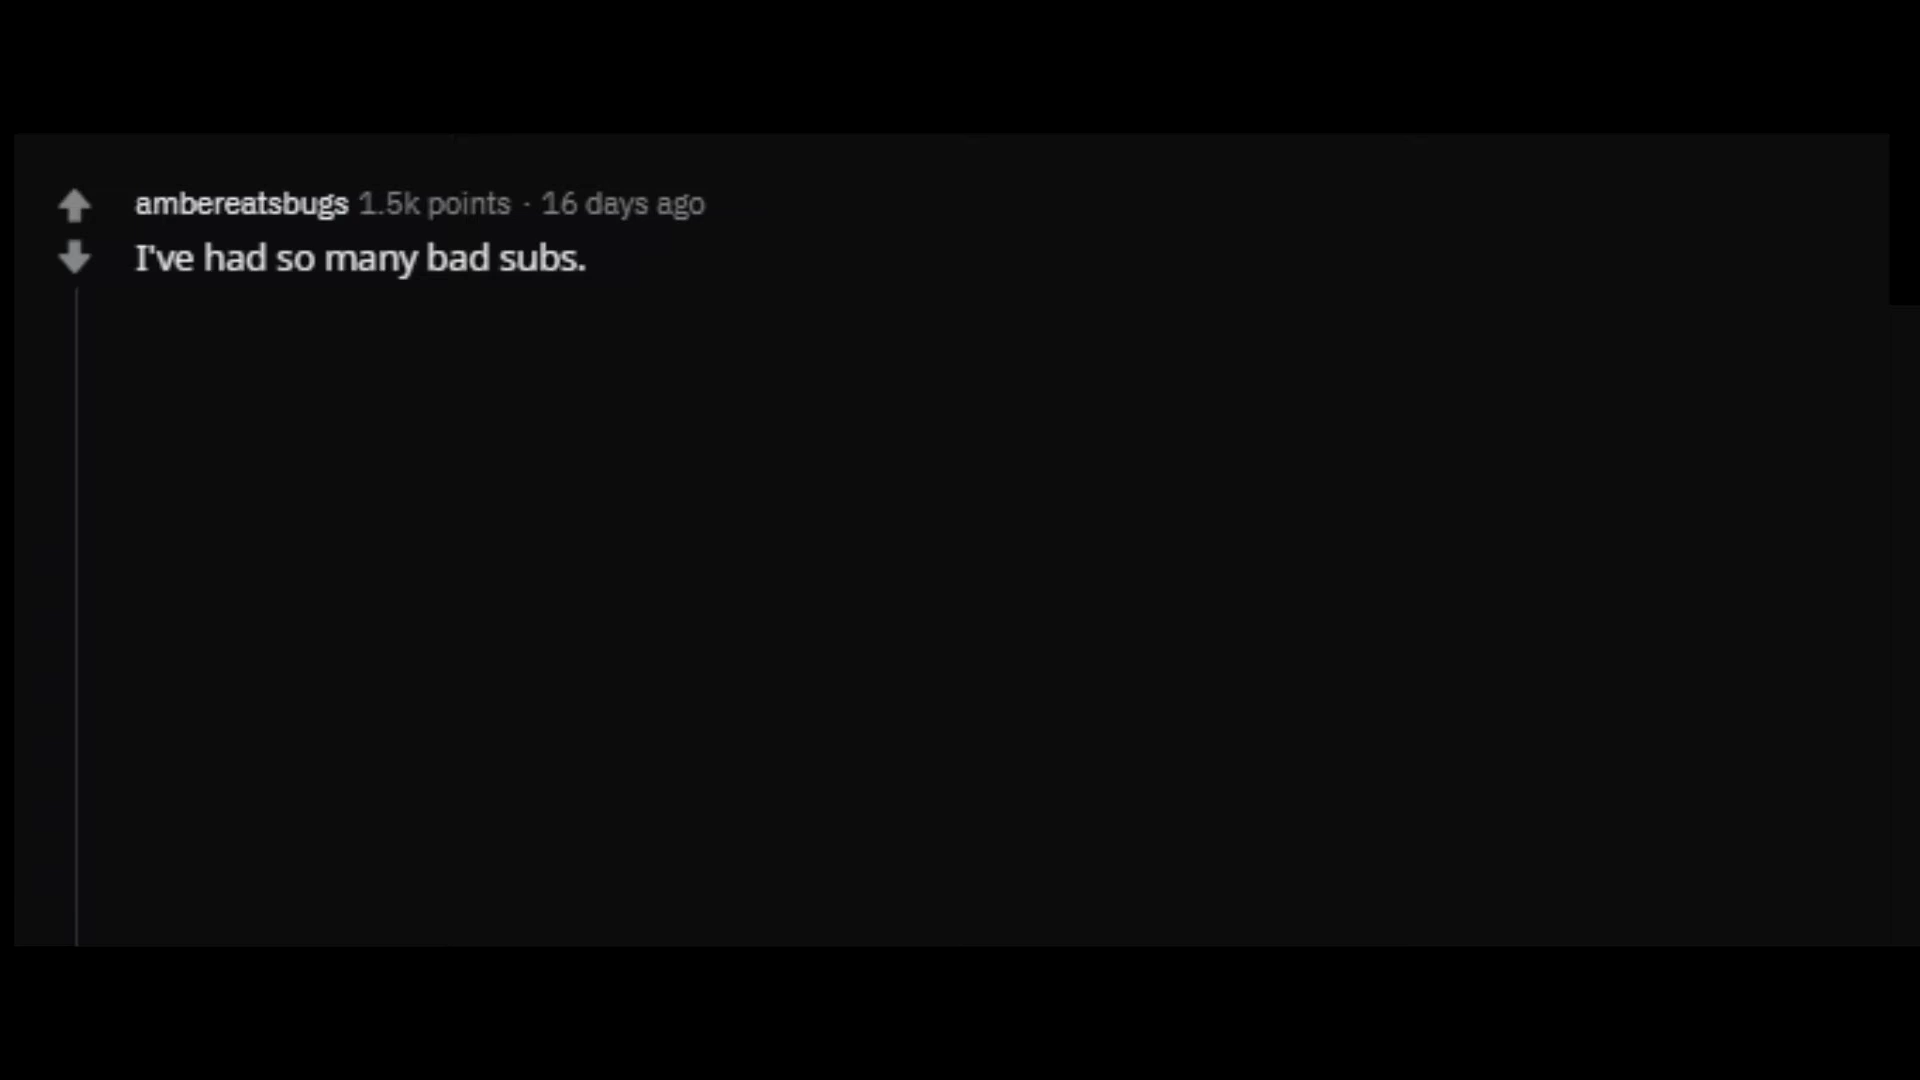 ambereatsbugs 1.5k points · 16 days ago
I've had so many bad subs.